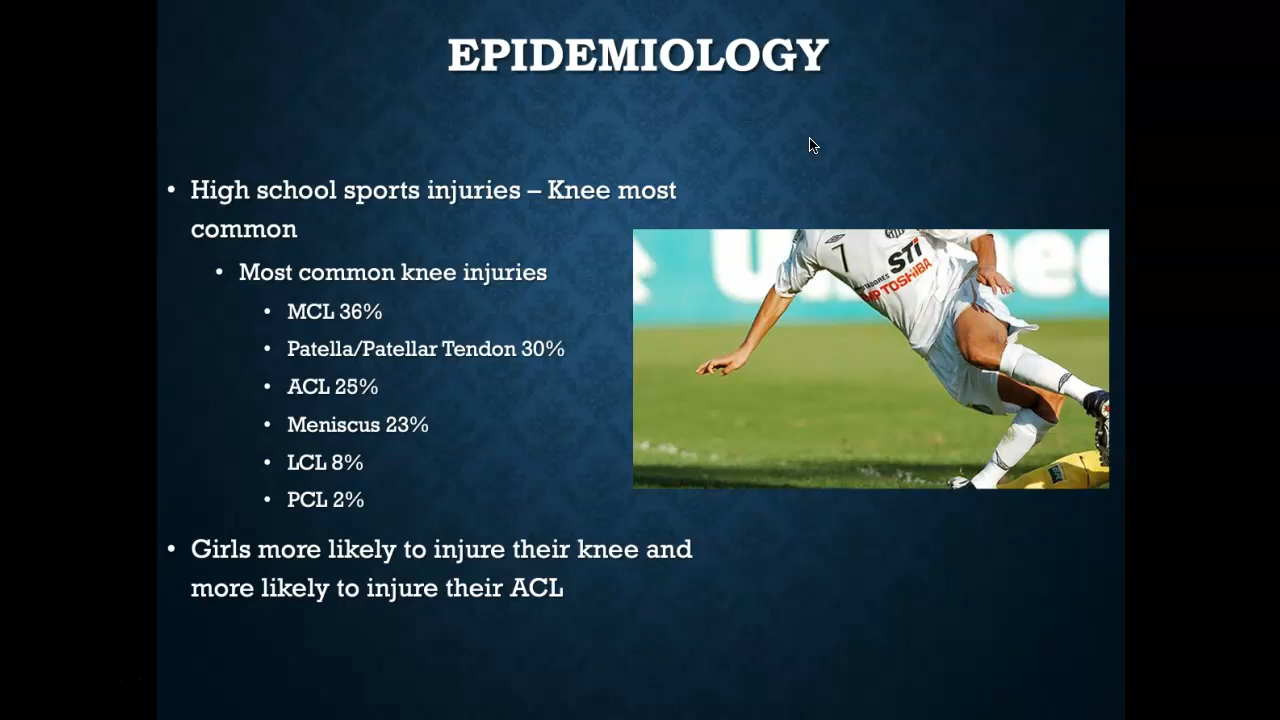 EPIDEMIOLOGY
• High school sports injuries – Knee most
common
• Most common knee injuries
• MCL 36%
• Patella/Patellar Tendon 30%
• ACL 25%
• Meniscus 23%
• LCL 8%
• PCL 2%
• Girls more likely to injure their knee and
more likely to injure their ACL
7
STI
MP TOSHIBA